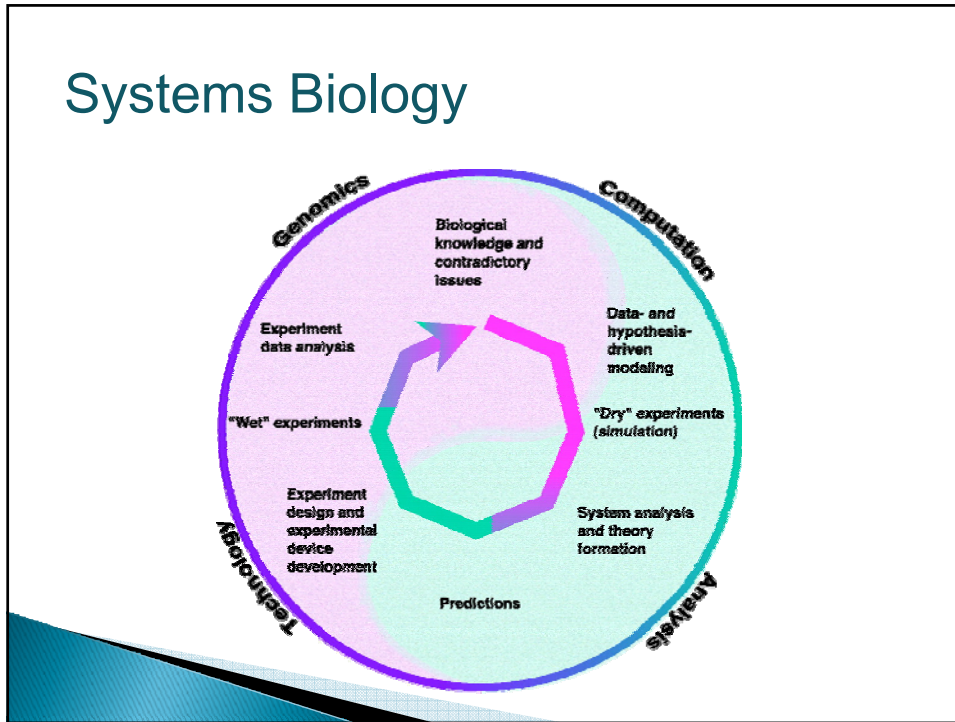 Systems Biology
Genomics
Computation
Biological
knowledge and
contradictory
issues
Data- and
hypothesis-
driven
modeling
"Dry" experiments
(simulation)
System analysis
and theory
formation
Analysis
Predictions
Technology
Experiment
design and
experimental
device
development
"Wet" experiments
Experiment
data analysis